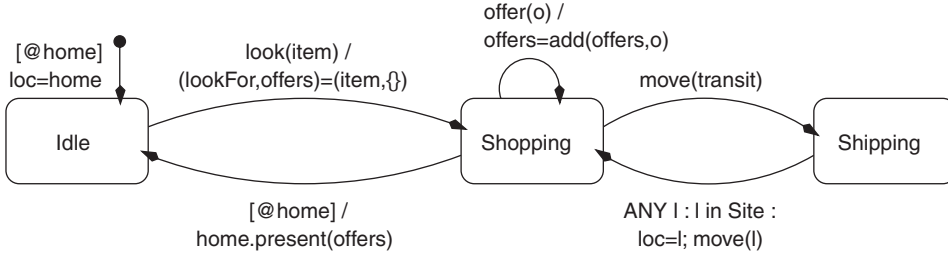 offer(o) /
offers=add(offers,o)
[@home]
loc=home
look(item) /
(lookFor,offers)=(item,{})
move(transit)
Idle
Shopping
Shipping
[@home] /
home.present(offers)
ANY l : l in Site :
loc=l; move(l)